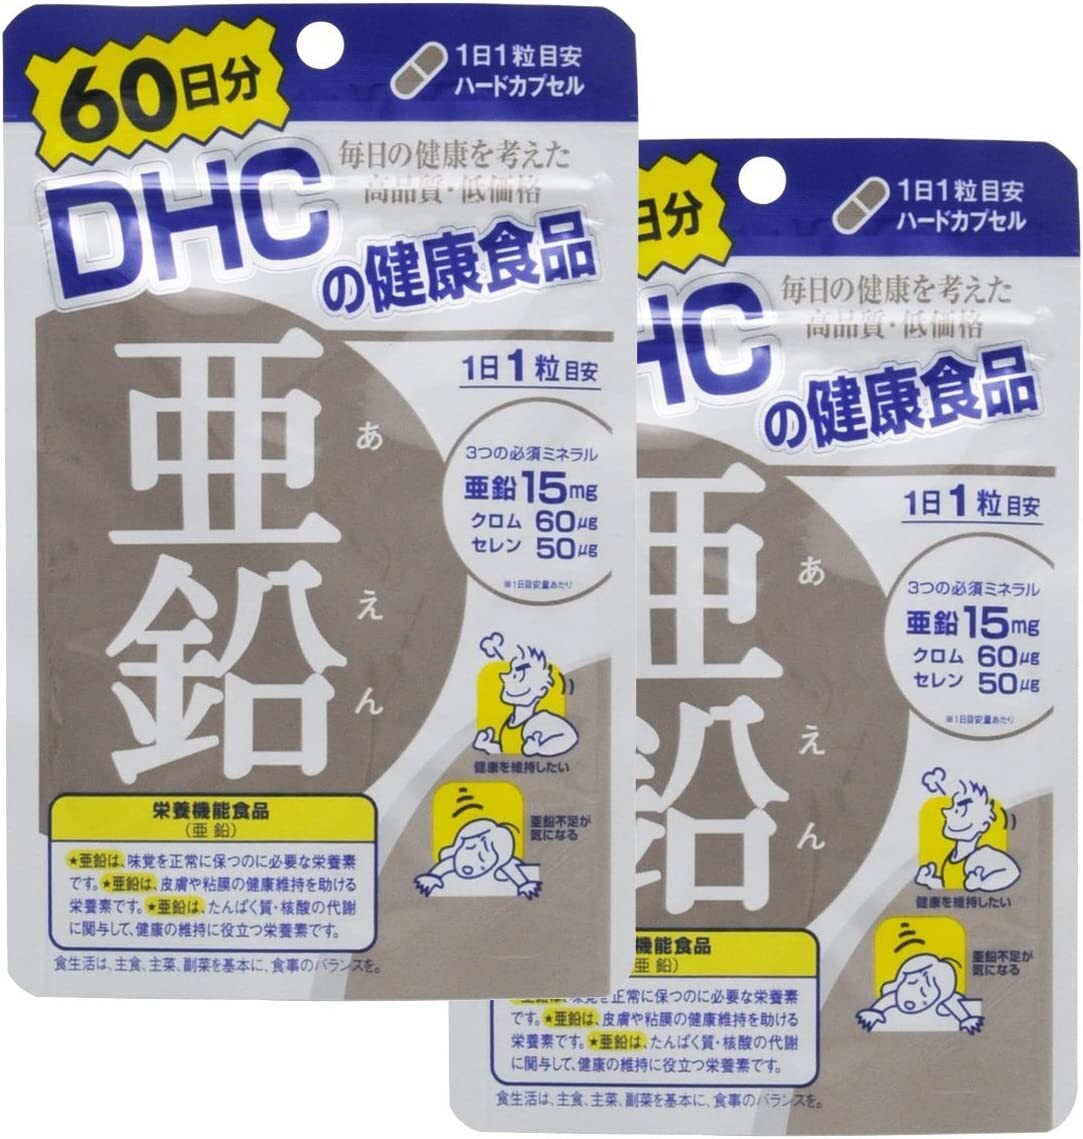 60日分
1日1粒目安
ハードカプセル
毎日の健康を考えた
高品質・低価格
DHC
の健康食品
1日1粒目安
亜鉛
あえん
3つの必須ミネラル
亜鉛15mg
クロム 60μg
セレン 50μg
※1日目安量あたり
健康を維持したい
亜鉛不足が
気になる
栄養機能食品
(亜鉛)
★亜鉛は、味覚を正常に保つのに必要な栄養素
です。★亜鉛は、皮膚や粘膜の健康維持を助ける
栄養素です。★亜鉛は、たんぱく質・核酸の代謝
に関与して、健康の維持に役立つ栄養素です。
食生活は、主食、主菜、副菜を基本に、食事のバランスを。
日分
1日1粒目安
ハードカプセル
毎日の健康を考えた
高品質・低価格
HC
の健康食品
1日1粒目安
亜鉛
あえん
3つの必須ミネラル
亜鉛15mg
クロム 60μg
セレン 50μg
※1日目安量あたり
健康を維持したい
亜鉛不足が
気になる
機能食品
亜鉛)
★亜鉛は、味覚を正常に保つのに必要な栄養素
です。★亜鉛は、皮膚や粘膜の健康維持を助ける
栄養素です。★亜鉛は、たんぱく質・核酸の代謝
に関与して、健康の維持に役立つ栄養素です。
食生活は、主食、主菜、副菜を基本に、食事のバランスを。